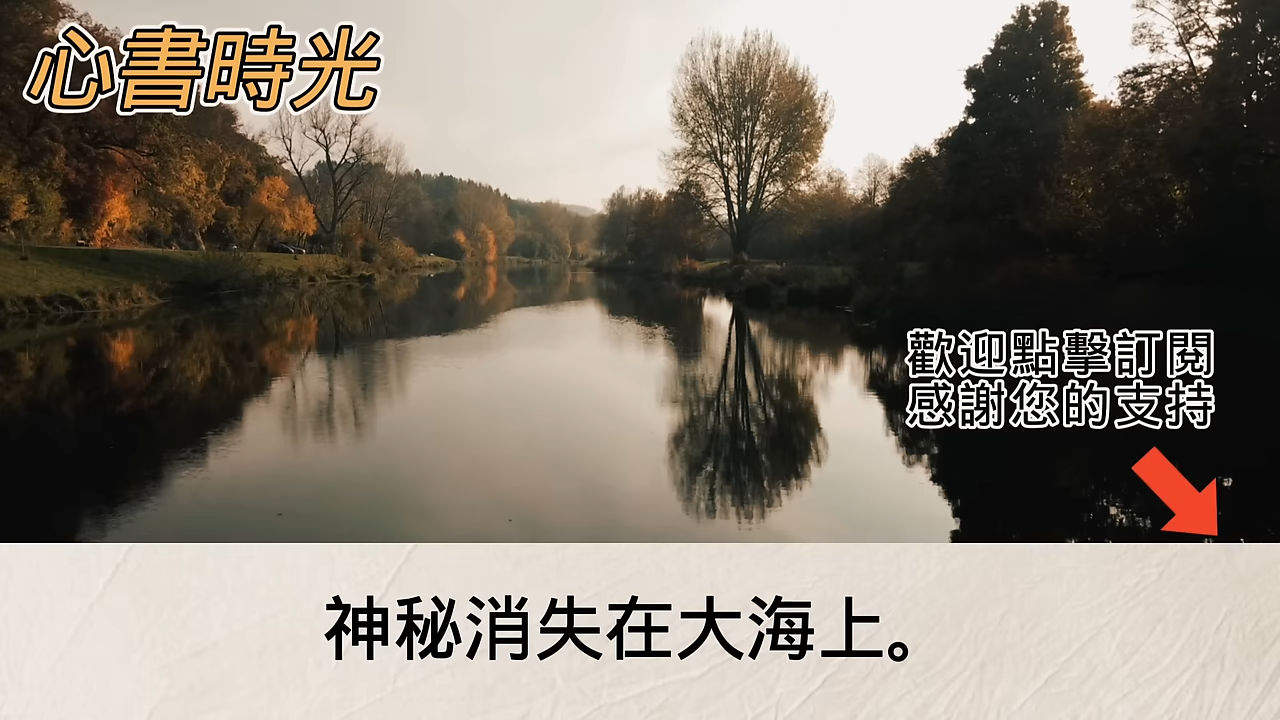 心書時光
歡迎點擊訂閱
感謝您的支持
神秘消失在大海上。